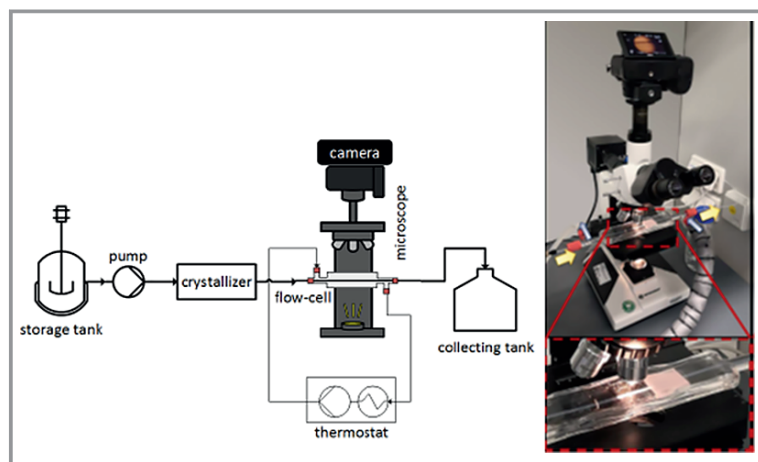 camera
microscope
pump
crystallizer
flow-cell
storage tank
collecting tank
thermostat